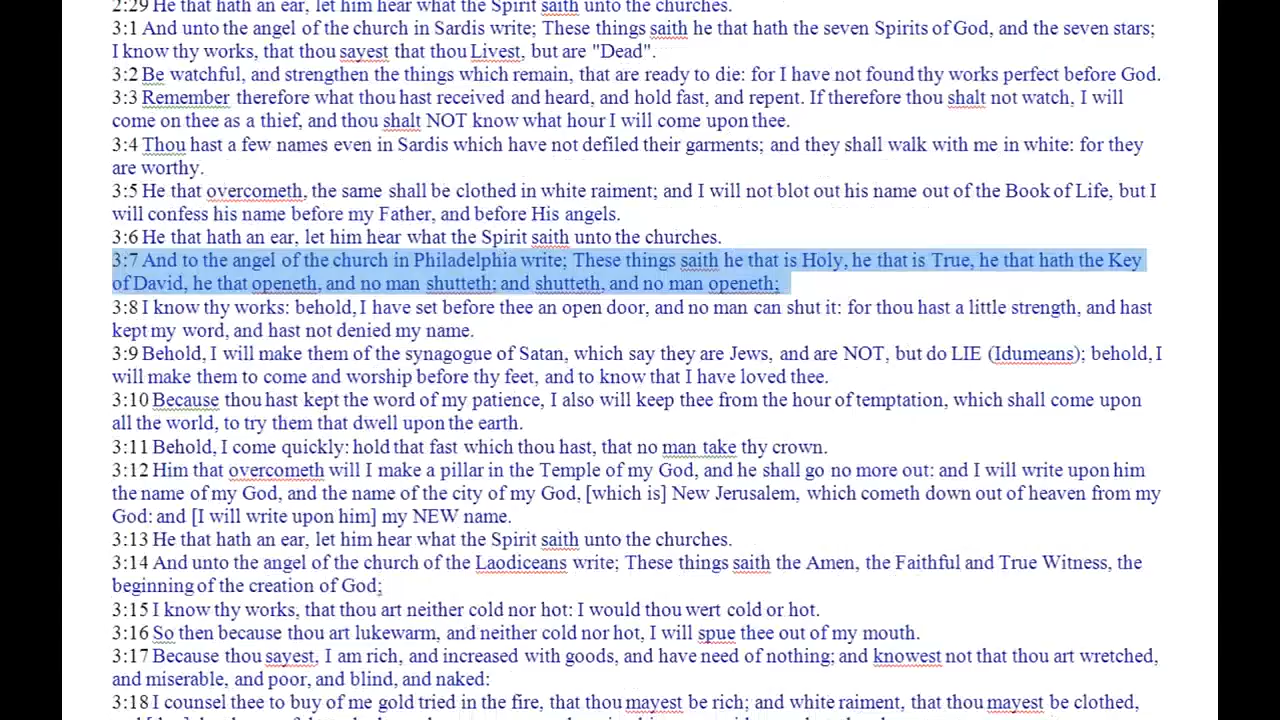 2:29 He that hath an ear, let him hear what the Spirit saith unto the churches.
3:1 And unto the angel of the church in Sardis write; These things saith he that hath the seven Spirits of God, and the seven stars;
I know thy works, that thou sayest that thou Livest, but are "Dead".
3:2 Be watchful, and strengthen the things which remain, that are ready to die: for I have not found thy works perfect before God.
3:3 Remember therefore what thou hast received and heard, and hold fast, and repent. If therefore thou shalt not watch, I will
come on thee as a thief, and thou shalt NOT know what hour I will come upon thee.
3:4 Thou hast a few names even in Sardis which have not defiled their garments; and they shall walk with me in white: for they
are worthy.
3:5 He that overcometh, the same shall be clothed in white raiment; and I will not blot out his name out of the Book of Life, but I
will confess his name before my Father, and before His angels.
3:6 He that hath an ear, let him hear what the Spirit saith unto the churches.
3:7 And to the angel of the church in Philadelphia write; These things saith he that is Holy, he that is True, he that hath the Key
of David, he that openeth, and no man shutteth; and shutteth, and no man openeth;
3:8 I know thy works: behold, I have set before thee an open door, and no man can shut it: for thou hast a little strength, and hast
kept my word, and hast not denied my name.
3:9 Behold, I will make them of the synagogue of Satan, which say they are Jews, and are NOT, but do LIE (Idumeans); behold, I
will make them to come and worship before thy feet, and to know that I have loved thee.
3:10 Because thou hast kept the word of my patience, I also will keep thee from the hour of temptation, which shall come upon
all the world, to try them that dwell upon the earth.
3:11 Behold, I come quickly: hold that fast which thou hast, that no man take thy crown.
3:12 Him that overcometh will I make a pillar in the Temple of my God, and he shall go no more out: and I will write upon him
the name of my God, and the name of the city of my God, [which is] New Jerusalem, which cometh down out of heaven from my
God: and [I will write upon him] my NEW name.
3:13 He that hath an ear, let him hear what the Spirit saith unto the churches.
3:14 And unto the angel of the church of the Laodiceans write; These things saith the Amen, the Faithful and True Witness, the
beginning of the creation of God;
3:15 I know thy works, that thou art neither cold nor hot: I would thou wert cold or hot.
3:16 So then because thou art lukewarm, and neither cold nor hot, I will spue thee out of my mouth.
3:17 Because thou sayest, I am rich, and increased with goods, and have need of nothing; and knowest not that thou art wretched,
and miserable, and poor, and blind, and naked:
3:18 I counsel thee to buy of me gold tried in the fire, that thou mayest be rich; and white raiment, that thou mayest be clothed,